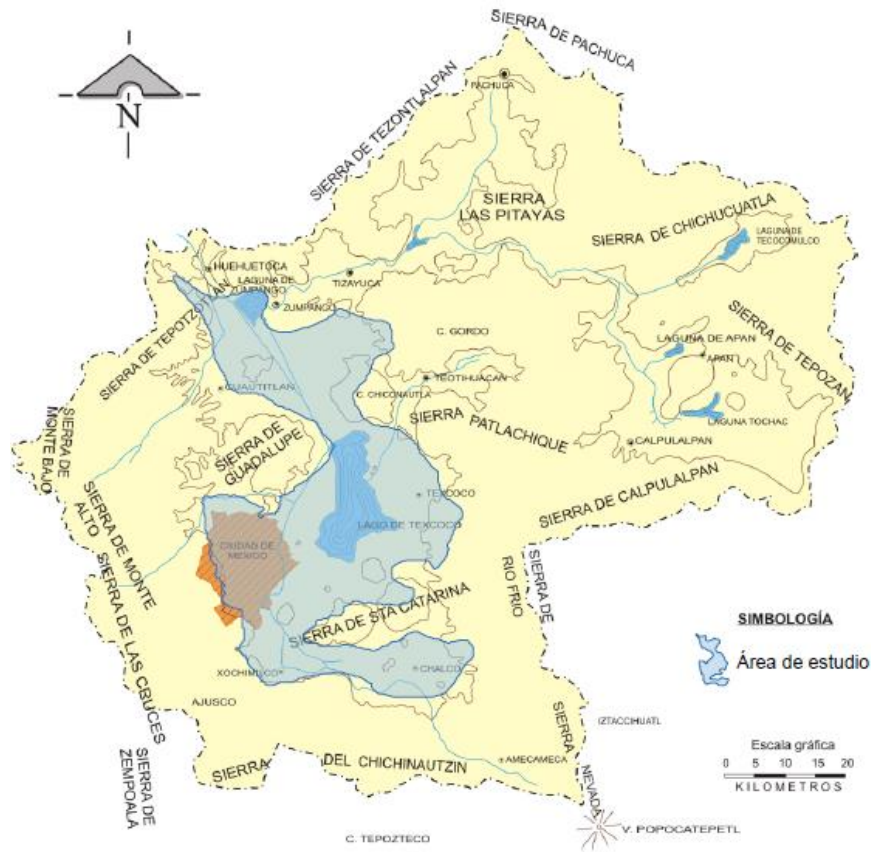 SIERRA DE PACHUCA
PACHUCA
SIERRA DE TEZONTLALPAN
N
SIERRA
LAS PITAYAS
SIERRA DE CHICHUCUATLA
LAGUNA DE
TECOCOMULCO
HUEHUETOCA
LAGUNA DE
ZUMPANGO
ZUMPANGO
TIZAYUCA
SIERRA DE TEPOTZOTLAN
C. GORDO
LAGUNA DE APAN
APAN
SIERRA DE TEPOZAN
CUAUTITLAN
TEOTIHUACAN
C. CHICONAUTLA
SIERRA PATLACHIQUE
LAGUNA TOCHAC
CALPULALPAN
SIERRA DE
MONTE BAJO
SIERRA DE
GUADALUPE
SIERRA DE CALPULALPAN
TEXCOCO
LAGO DE TEXCOCO
SIERRA DE MONTE
ALTO
CIUDAD DE
MEXICO
SIERRA DE
RIO FRIO
SIERRA DE LAS CRUCES
SIERRA DE STA CATARINA
SIMBOLOGÍA
Área de estudio
XOCHIMILCO
CHALCO
AJUSCO
SIERRA
NEVADA
IZTACCIHUATL
Escala gráfica
0 5 10 15 20
KILOMETROS
SIERRA DE
ZEMPOALA
SIERRA DEL CHICHINAUTZIN
AMECAMECA
V. POPOCATEPETL
C. TEPOZTECO